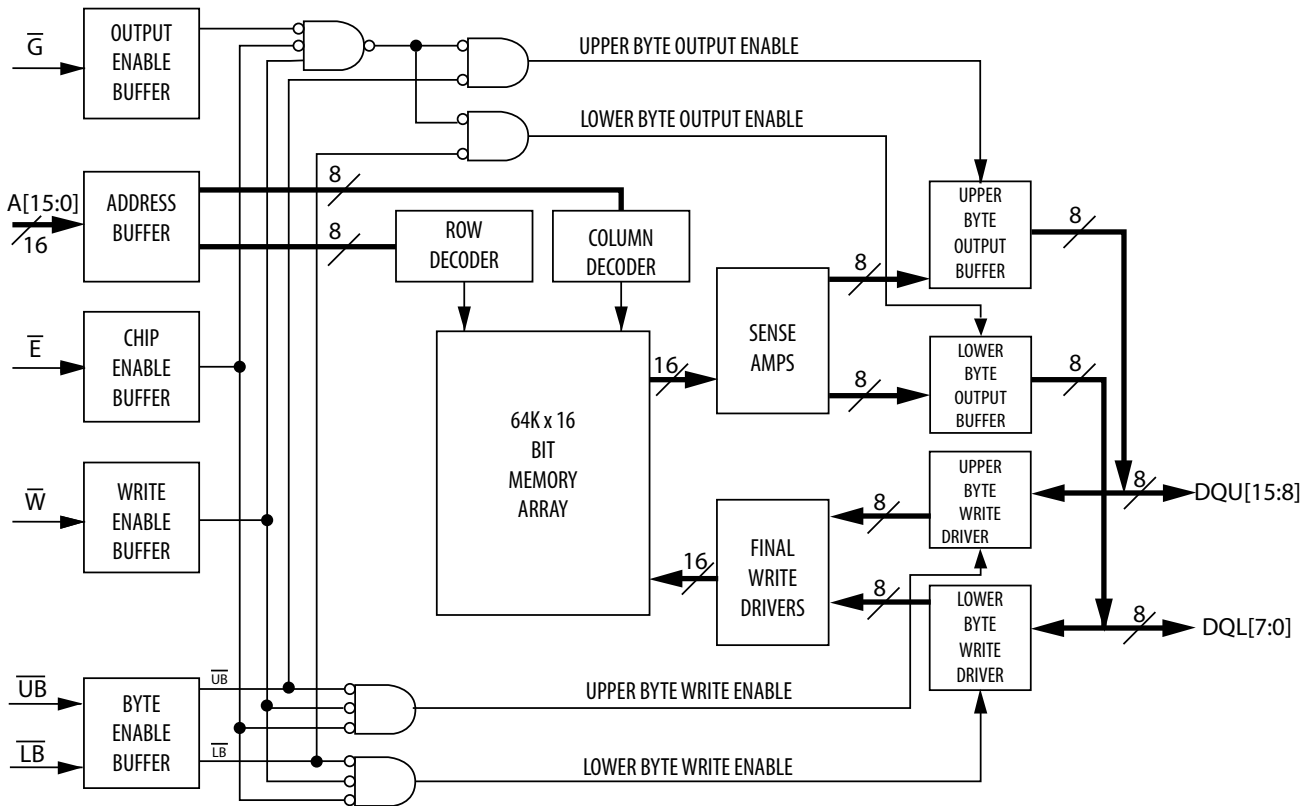 G
OUTPUT
ENABLE
BUFFER
UPPER BYTE OUTPUT ENABLE
LOWER BYTE OUTPUT ENABLE
A[15:0]
16
ADDRESS
BUFFER
8
8
ROW
DECODER
COLUMN
DECODER
UPPER
BYTE
OUTPUT
BUFFER
8
E
CHIP
ENABLE
BUFFER
64K x 16
BIT
MEMORY
ARRAY
16
SENSE
AMPS
8
8
LOWER
BYTE
OUTPUT
BUFFER
8
W
WRITE
ENABLE
BUFFER
16
FINAL
WRITE
DRIVERS
8
8
UPPER
BYTE
WRITE
DRIVER
8
DQU[15:8]
LOWER
BYTE
WRITE
DRIVER
8
DQL[7:0]
UB
LB
BYTE
ENABLE
BUFFER
UB
LB
UPPER BYTE WRITE ENABLE
LOWER BYTE WRITE ENABLE